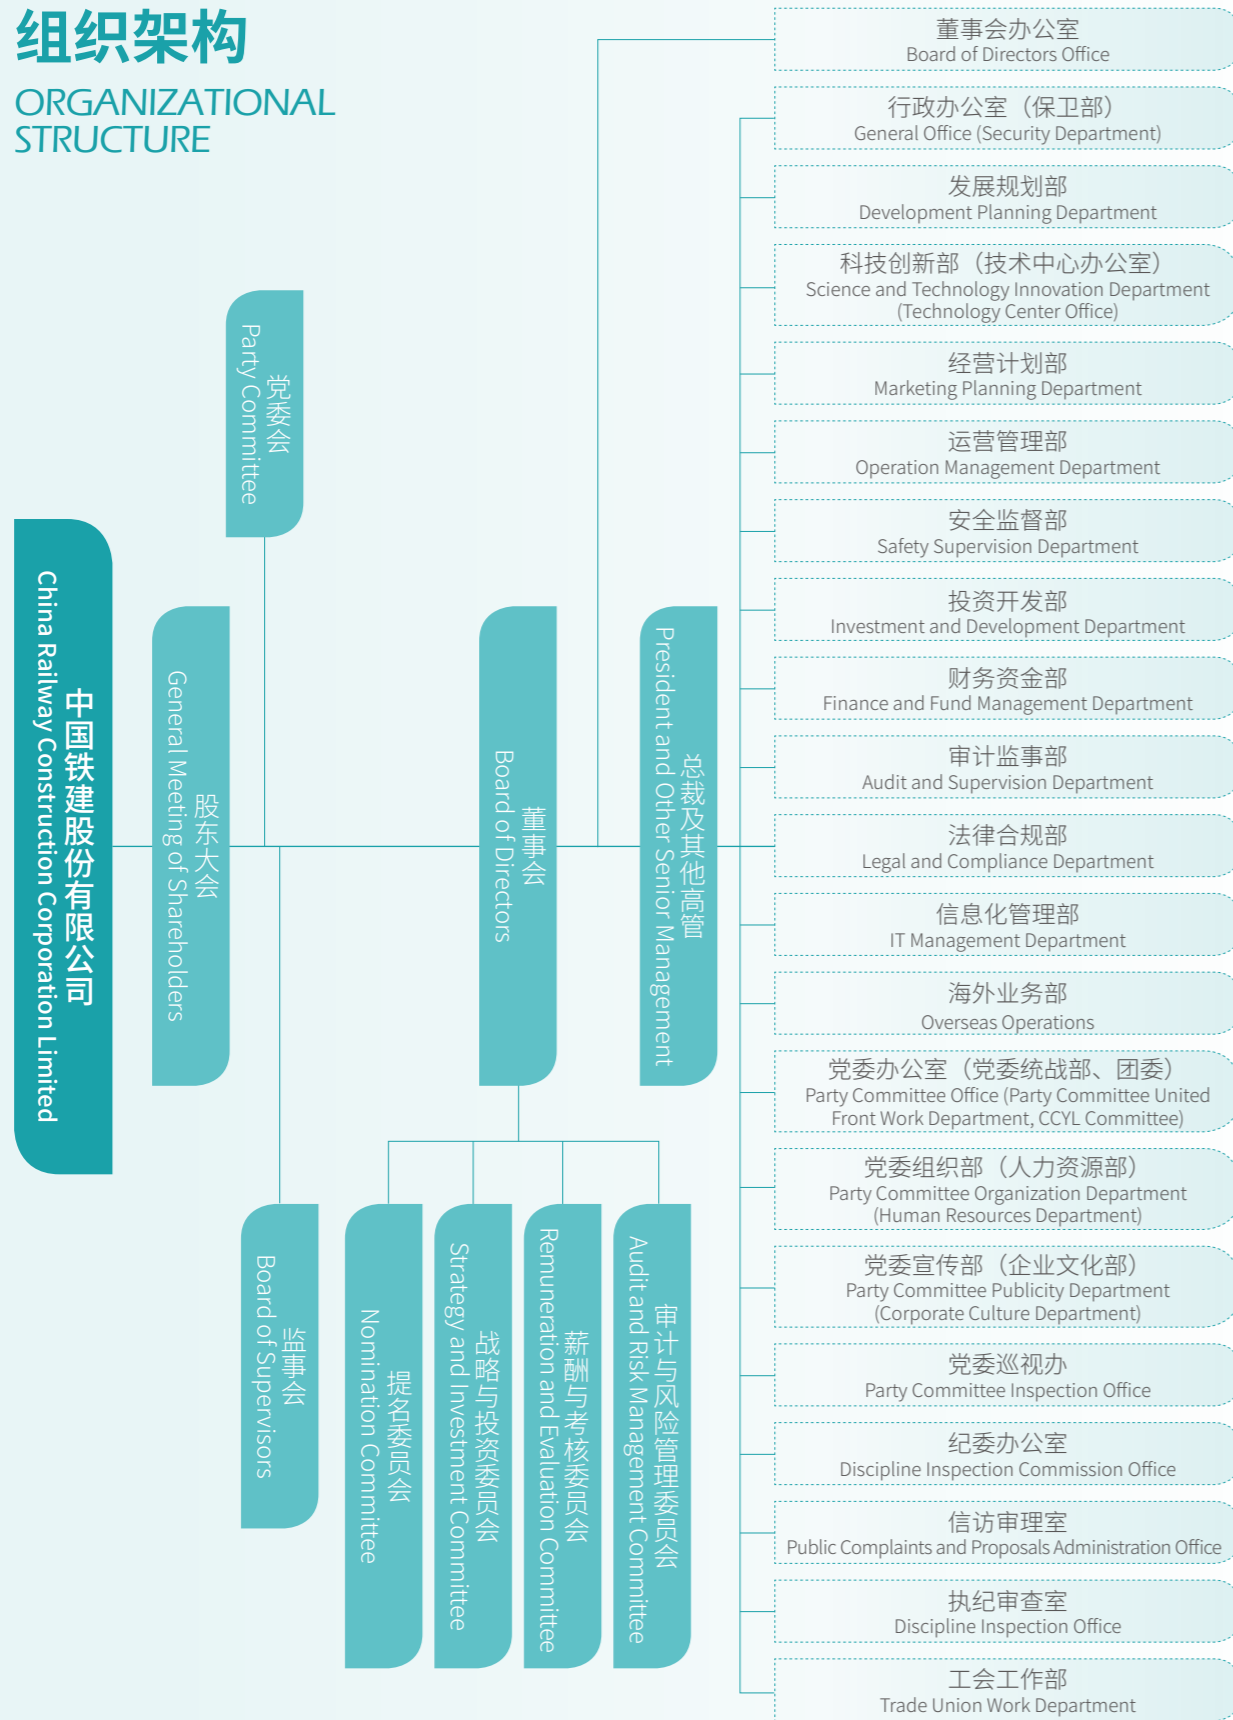 组织架构
ORGANIZATIONAL
STRUCTURE
中国铁建股份有限公司
China Railway Construction Corporation Limited
股东大会
General Meeting of Shareholders
党委会
Party Committee
监事会
Board of Supervisors
董事会
Board of Directors
提名委员会
Nomination Committee
战略与投资委员会
Strategy and Investment Committee
薪酬与考核委员会
Remuneration and Evaluation Committee
审计与风险管理委员会
Audit and Risk Management Committee
总裁及其他高管
President and Other Senior Management
董事会办公室
Board of Directors Office
行政办公室（保卫部）
General Office (Security Department)
发展规划部
Development Planning Department
科技创新部（技术中心办公室）
Science and Technology Innovation Department
(Technology Center Office)
经营计划部
Marketing Planning Department
运营管理部
Operation Management Department
安全监督部
Safety Supervision Department
投资开发部
Investment and Development Department
财务资金部
Finance and Fund Management Department
审计监事部
Audit and Supervision Department
法律合规部
Legal and Compliance Department
信息化管理部
IT Management Department
海外业务部
Overseas Operations
党委办公室（党委统战部、团委）
Party Committee Office (Party Committee United
Front Work Department, CCYL Committee)
党委组织部（人力资源部）
Party Committee Organization Department
(Human Resources Department)
党委宣传部（企业文化部）
Party Committee Publicity Department
(Corporate Culture Department)
党委巡视办
Party Committee Inspection Office
纪委办公室
Discipline Inspection Commission Office
信访审理室
Public Complaints and Proposals Administration Office
执纪审查室
Discipline Inspection Office
工会工作部
Trade Union Work Department